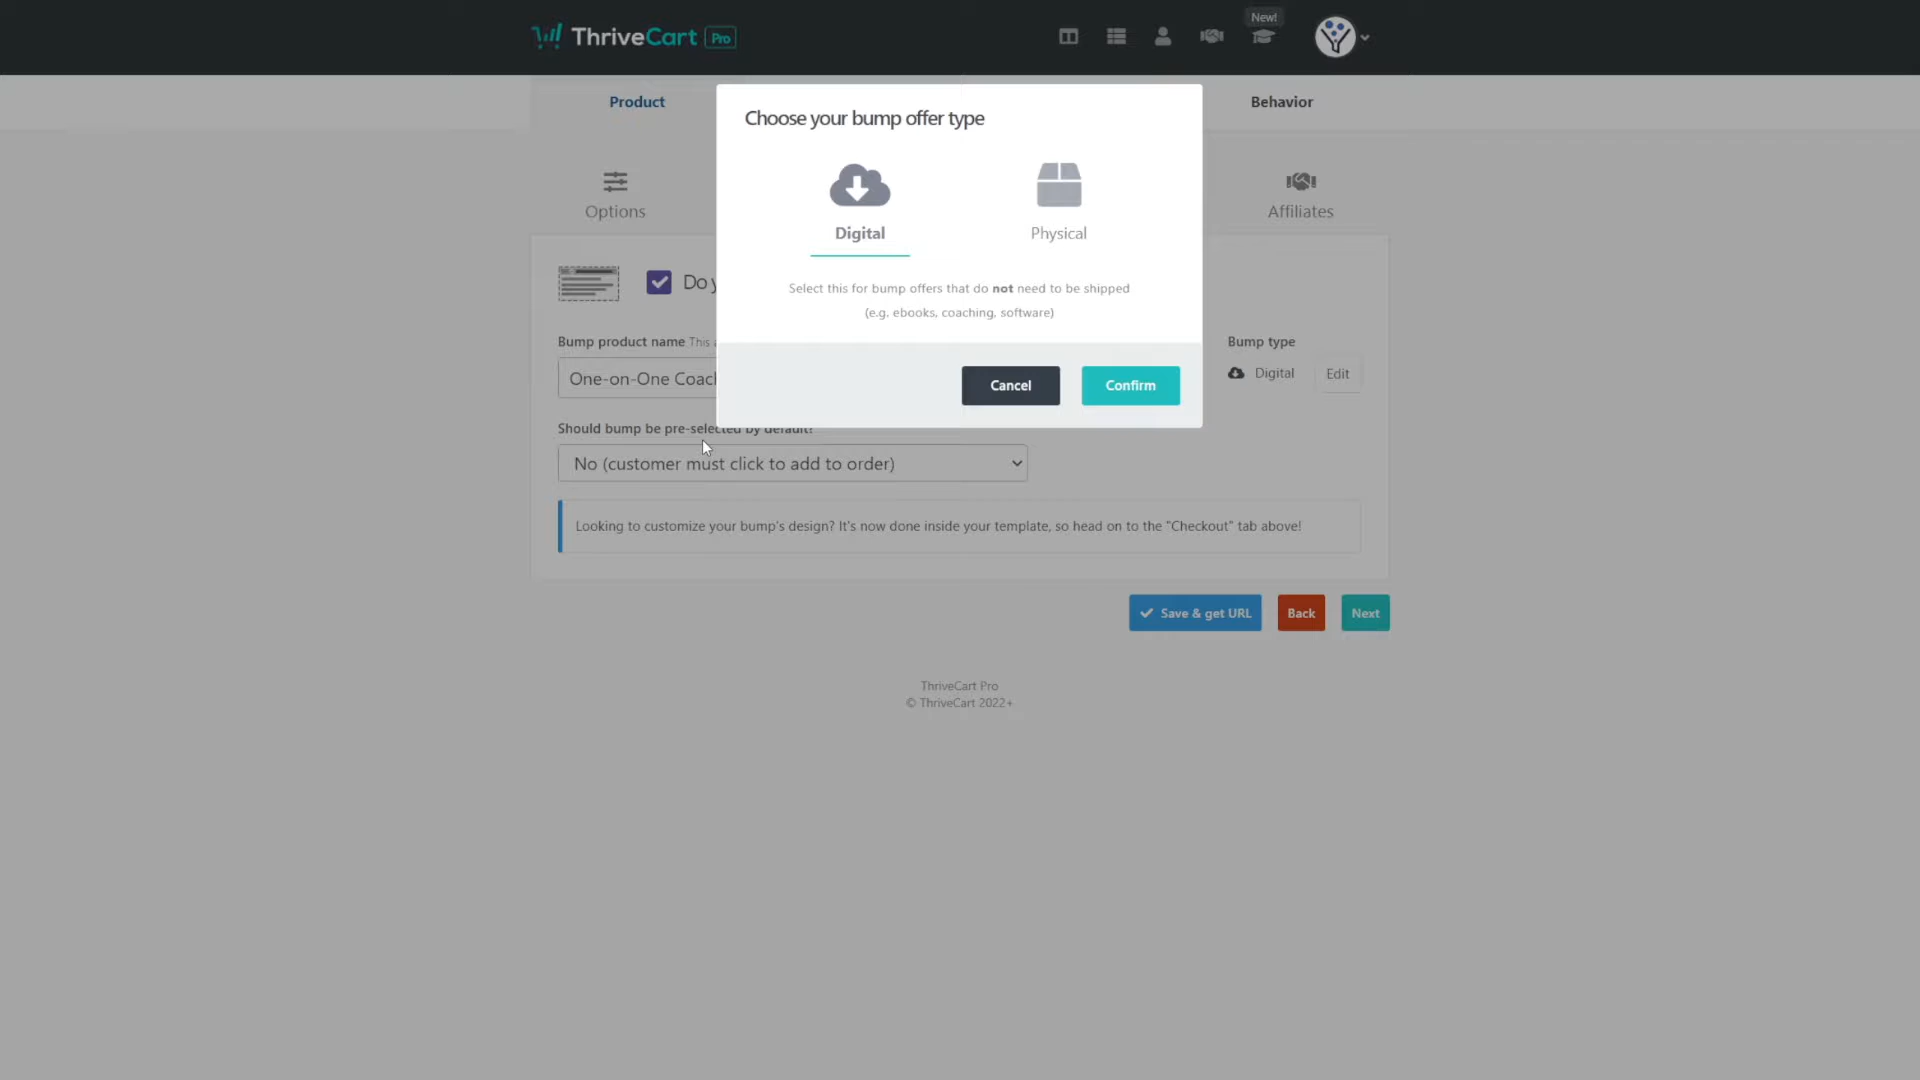 ThriveCart Pro
New!
Product
Behavior
Choose your bump offer type
Digital
Physical
Select this for bump offers that do not need to be shipped
(e.g. ebooks, coaching, software)
Cancel
Confirm
Options
Affiliates
Do y
Bump product name This
One-on-One Coach
Bump type
Digital
Edit
Should bump be pre-selected by default?
No (customer must click to add to order)
Looking to customize your bump's design? It's now done inside your template, so head on to the "Checkout" tab above!
Save & get URL
Back
Next
ThriveCart Pro
© ThriveCart 2022+